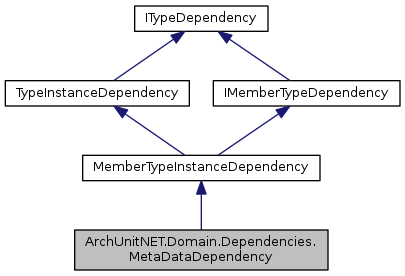 ITypeDependency
TypeInstanceDependency
IMemberTypeDependency
MemberTypeInstanceDependency
ArchUnitNET.Domain.Dependencies.
MetaDataDependency